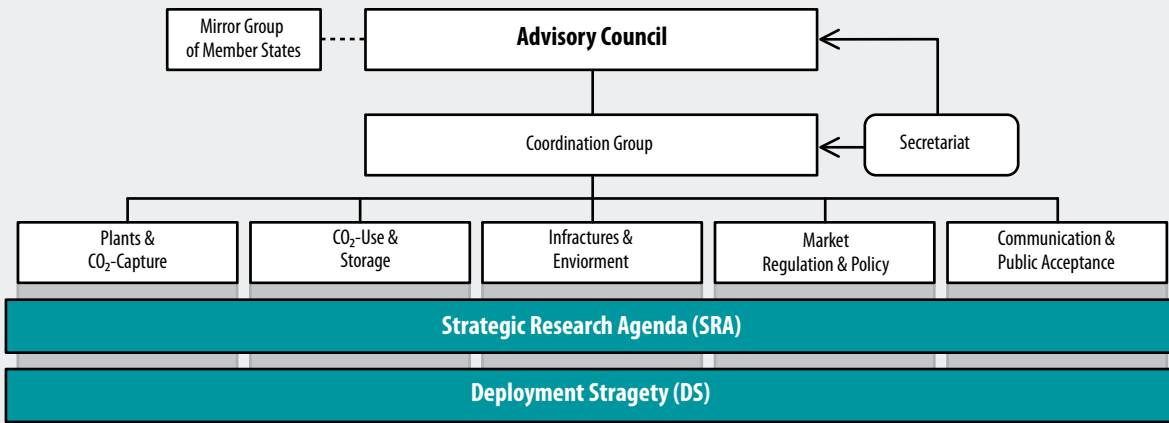 Mirror Group
of Member States
Advisory Council
Coordination Group
Secretariat
Plants &
CO₂-Capture
CO₂-Use &
Storage
Infractures &
Enviorment
Market
Regulation & Policy
Communication &
Public Acceptance
Strategic Research Agenda (SRA)
Deployment Stragety (DS)